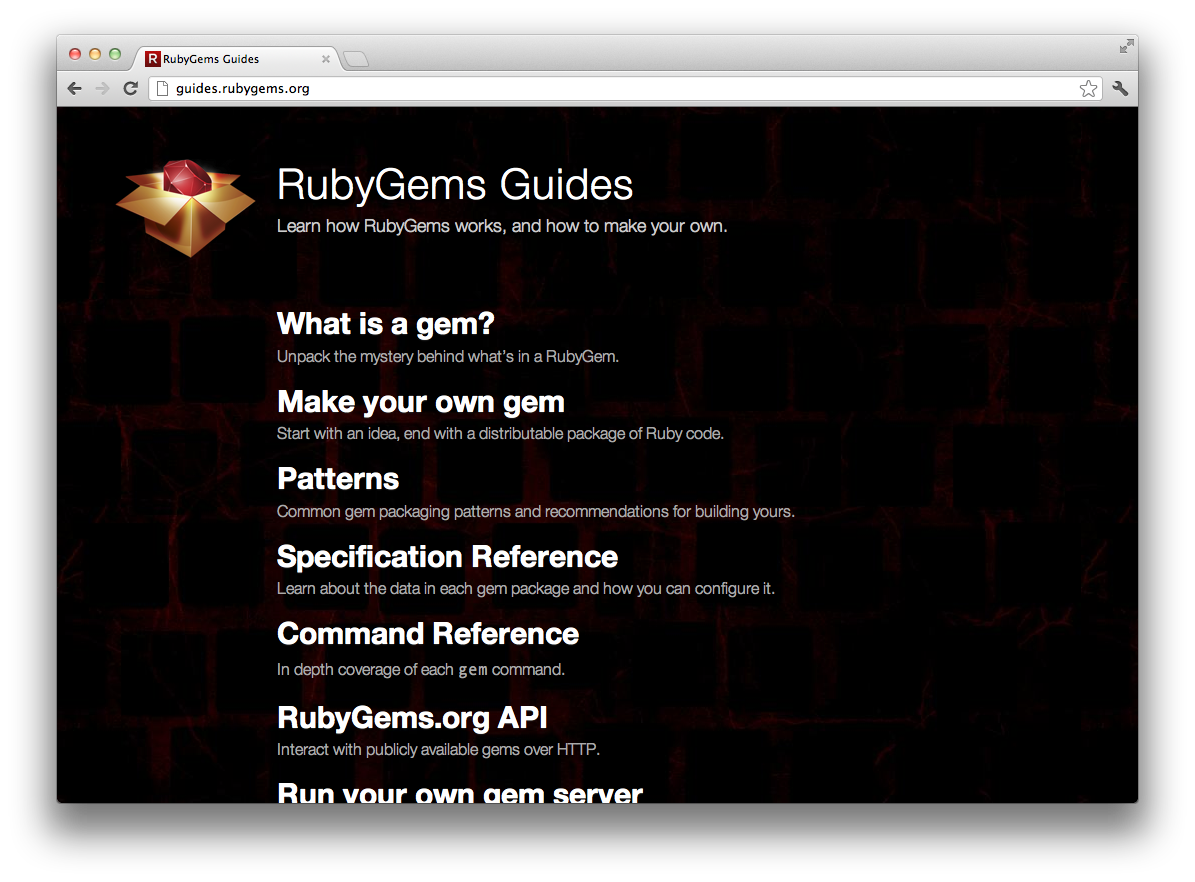 R RubyGems Guides
guides.rubygems.org
RubyGems Guides
Learn how RubyGems works, and how to make your own.
What is a gem?
Unpack the mystery behind what’s in a RubyGem.
Make your own gem
Start with an idea, end with a distributable package of Ruby code.
Patterns
Common gem packaging patterns and recommendations for building yours.
Specification Reference
Learn about the data in each gem package and how you can configure it.
Command Reference
In depth coverage of each gem command.
RubyGems.org API
Interact with publicly available gems over HTTP.
Run your own gem server